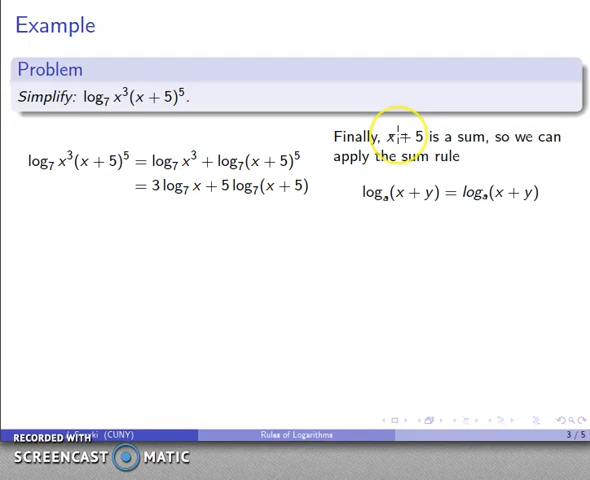 Example
Problem
Simplify: log₇ x³(x + 5)⁵.
log₇ x³(x + 5)⁵ = log₇ x³ + log₇(x + 5)⁵
= 3 log₇ x + 5 log₇(x + 5)
Finally, x + 5 is a sum, so we can
apply the sum rule
logₐ(x + y) = logₐ(x + y)
(CUNY)
Rules of Logarithms
3 / 5
RECORDED WITH
SCREENCAST MATIC